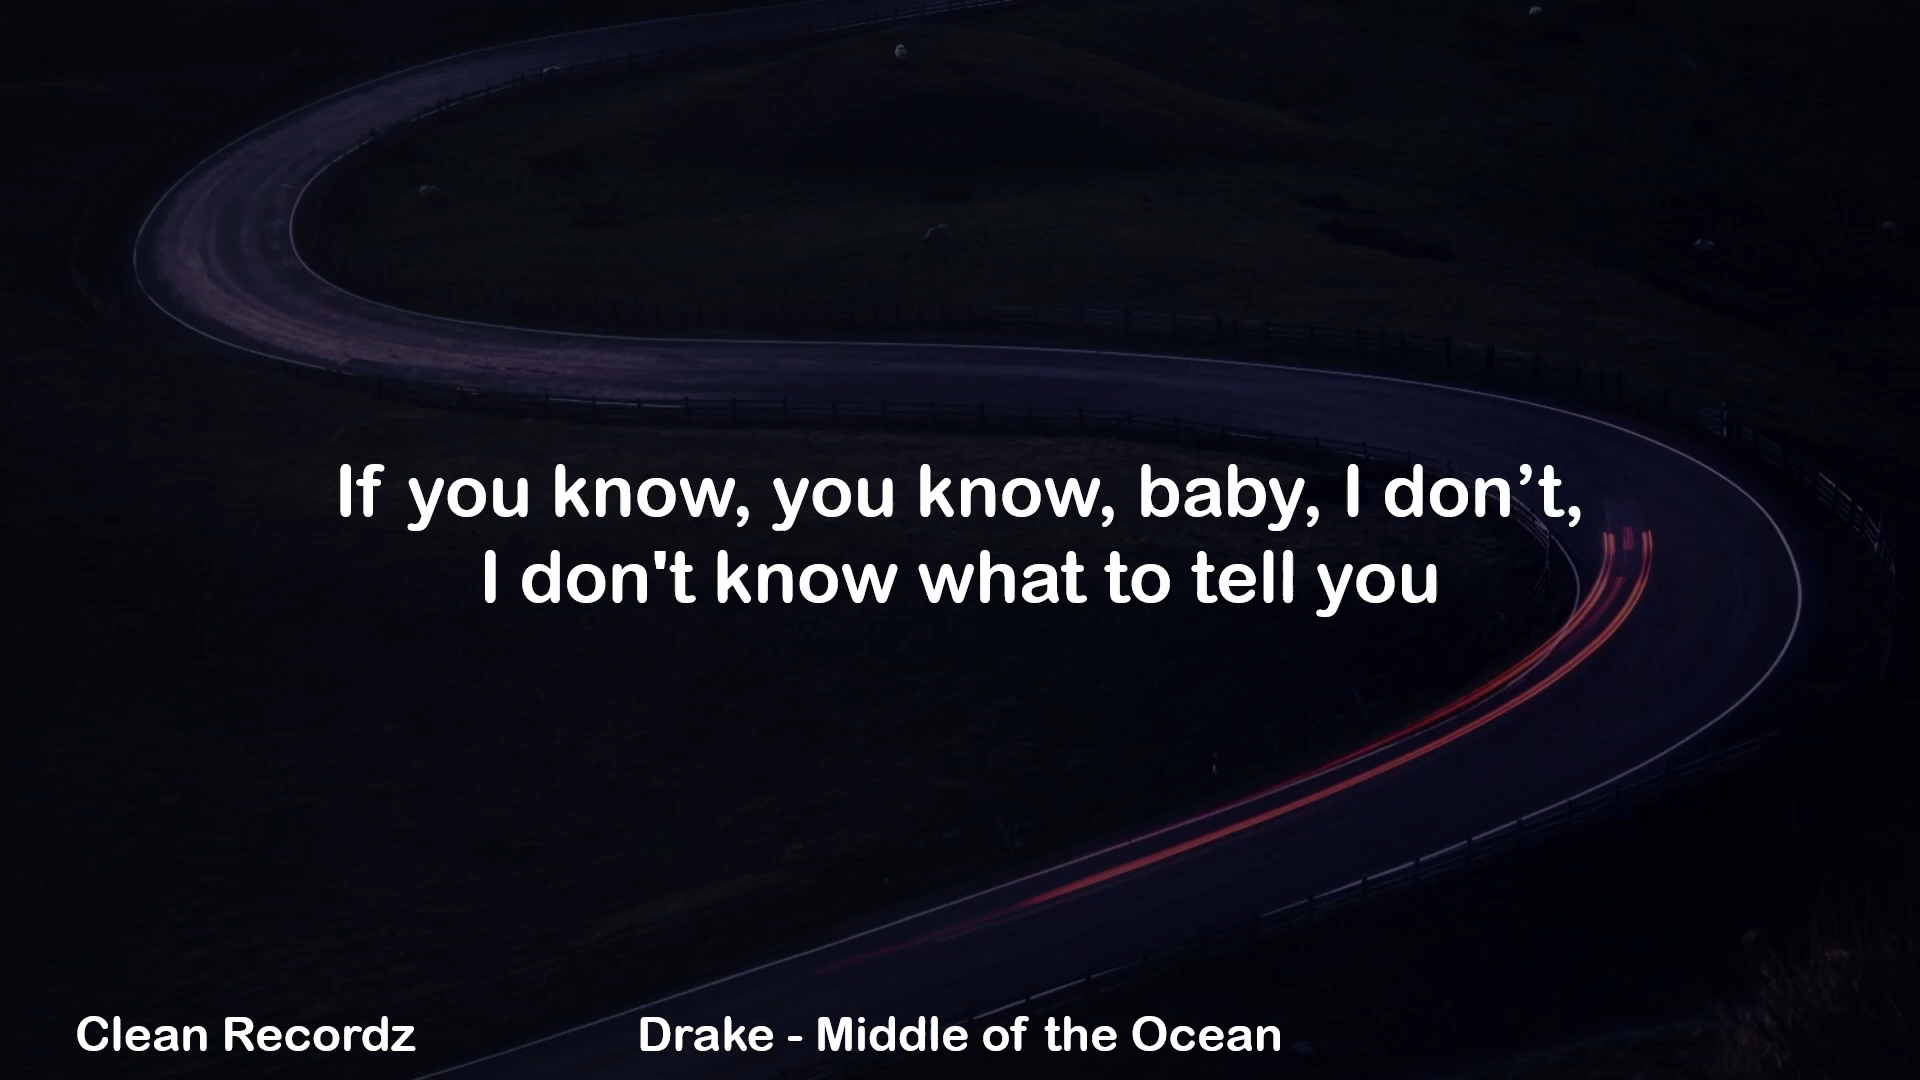 If you know, you know, baby, I don’t,
I don't know what to tell you
Clean Recordz
Drake - Middle of the Ocean